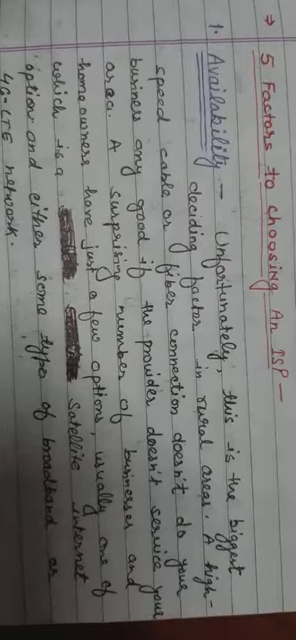 → 5 Factors to choosing An ISP -
1. Availability - Unfortunately, this is the biggest
deciding factor in rural areas. A high-
speed cable or fiber connection doesn't do your
business any good if the provider doesn't service your
area. A surprising number of businesses and
homeowners have just a few options, usually one of
which is a satellite internet
option and either some type of broadband or
4G-LTE network.